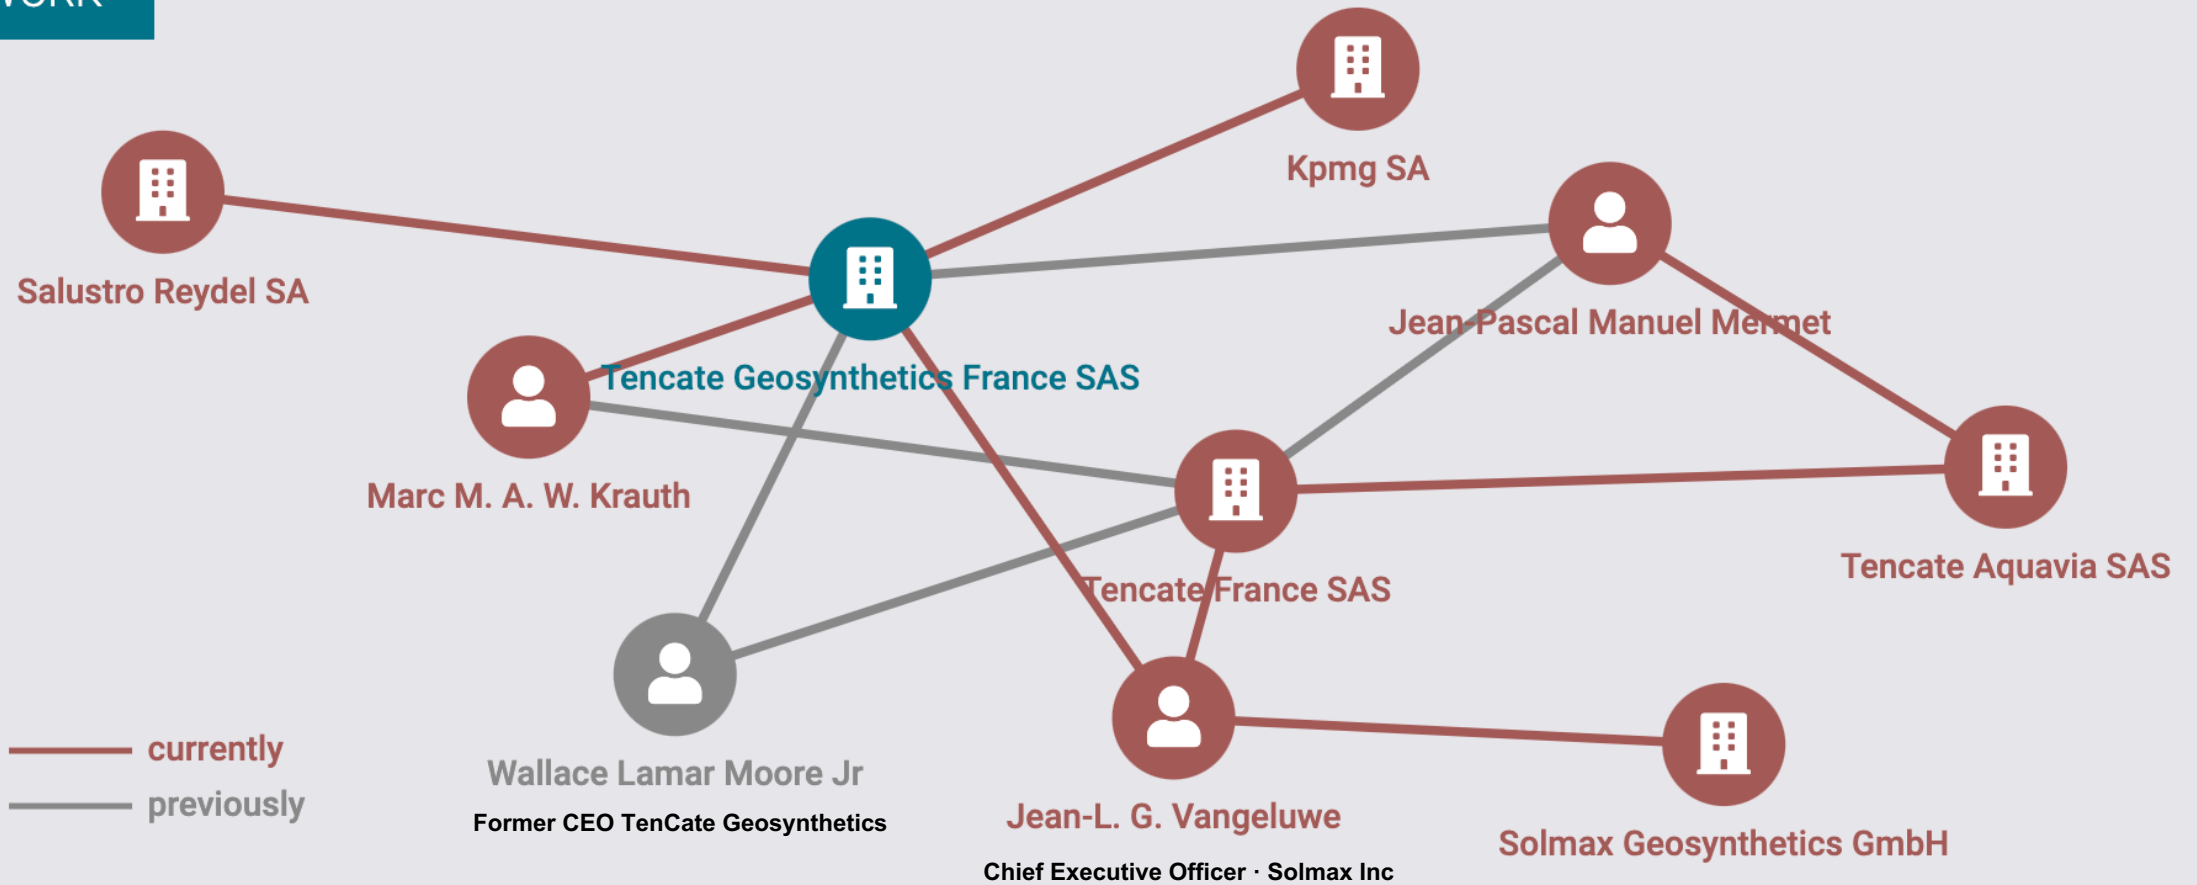 Kpmg SA
Salustro Reydel SA
Jean-Pascal Manuel Mermet
Tencate Geosynthetics France SAS
Marc M. A. W. Krauth
Tencate Aquavia SAS
Tencate France SAS
currently
previously
Wallace Lamar Moore Jr
Former CEO TenCate Geosynthetics
Jean-L. G. Vangeluwe
Chief Executive Officer · Solmax Inc
Solmax Geosynthetics GmbH